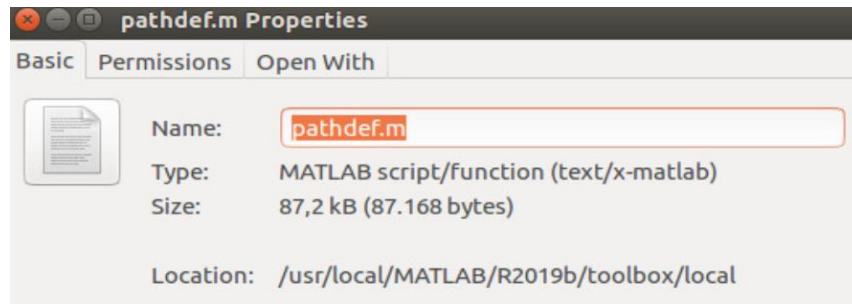 pathdef.m Properties
Basic Permissions Open With
Name: pathdef.m
Type: MATLAB script/function (text/x-matlab)
Size: 87,2 kB (87.168 bytes)
Location: /usr/local/MATLAB/R2019b/toolbox/local